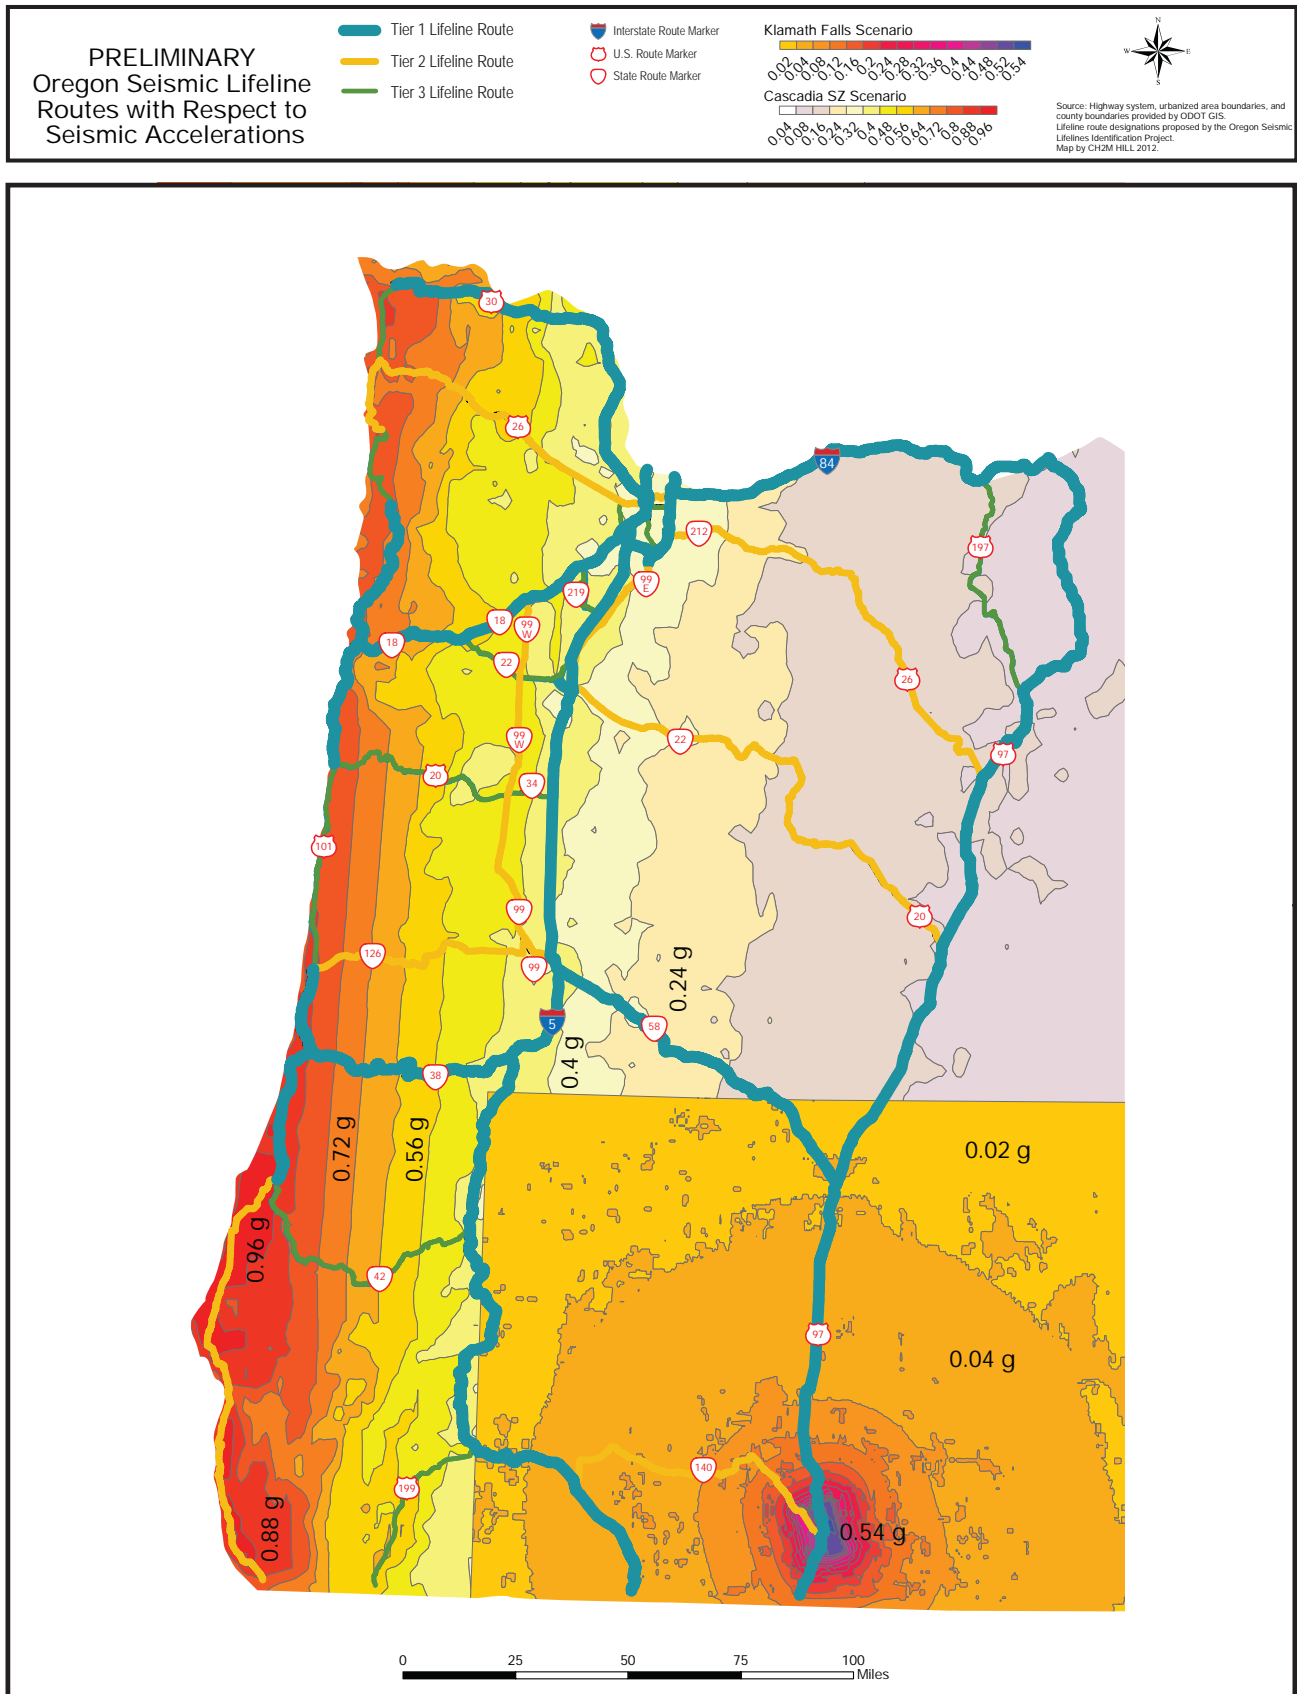 PRELIMINARY
Oregon Seismic Lifeline
Routes with Respect to
Seismic Accelerations
Tier 1 Lifeline Route
Tier 2 Lifeline Route
Tier 3 Lifeline Route
Interstate Route Marker
U.S. Route Marker
State Route Marker
Klamath Falls Scenario
0.02 0.04 0.08 0.12 0.16 0.2 0.24 0.28 0.32 0.36 0.4 0.44 0.48 0.52 0.54
Cascadia SZ Scenario
0.04 0.08 0.16 0.24 0.32 0.4 0.48 0.56 0.64 0.72 0.8 0.88 0.96
N
W E
S
Source: Highway system, urbanized area boundaries, and
county boundaries provided by ODOT GIS.
Lifeline route designations proposed by the Oregon Seismic
Lifelines Identification Project.
Map by CH2M HILL 2012.
30
26
84
212
197
99
E
219
18
99
W
18
22
26
99
W
22
97
20
34
101
99
20
126
99
0.24 g
5
58
0.4 g
38
0.72 g
0.56 g
0.02 g
0.96 g
42
97
0.04 g
140
199
0.88 g
0.54 g
0 25 50 75 100
Miles